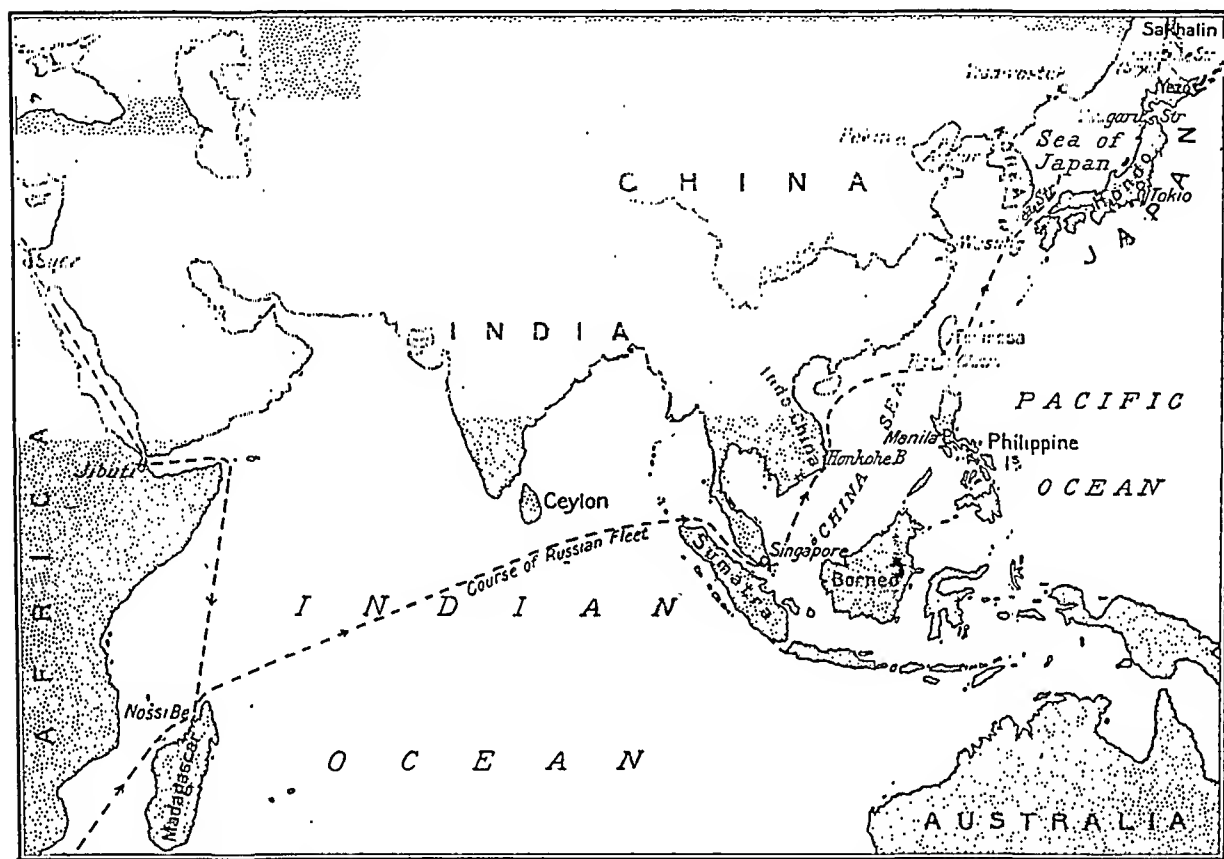 Sakhalin
Yezo
Str
Sea of
Japan
CHINA
Hondo
Tokio
JAPAN
INDIA
Indo-China
PACIFIC
OCEAN
SEA
Manila
Philippine
Is
Jibuti
Honkohe B
CHINA
Ceylon
Course of Russian Fleet
Singapore
Sumatra
Borneo
AFRICA
INDIAN
Nossi Be
Madagascar
OCEAN
AUSTRALIA